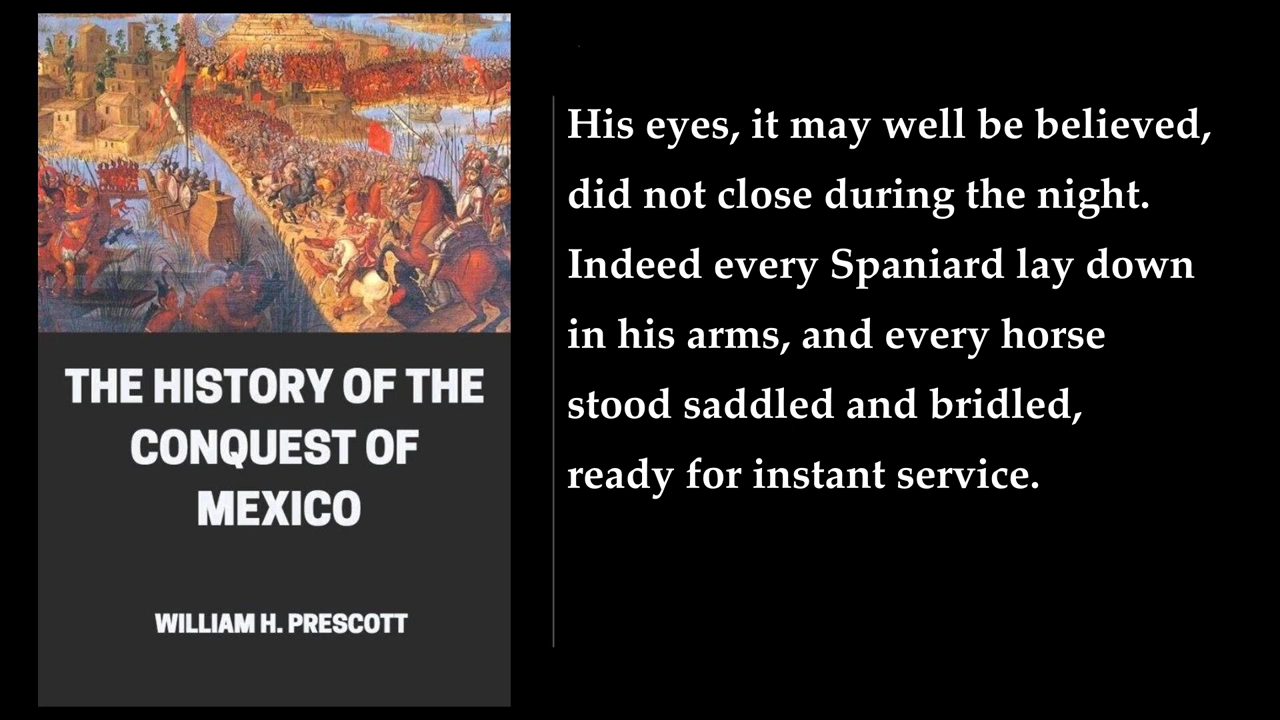 THE HISTORY OF THE
CONQUEST OF
MEXICO
WILLIAM H. PRESCOTT
His eyes, it may well be believed,
did not close during the night.
Indeed every Spaniard lay down
in his arms, and every horse
stood saddled and bridled,
ready for instant service.